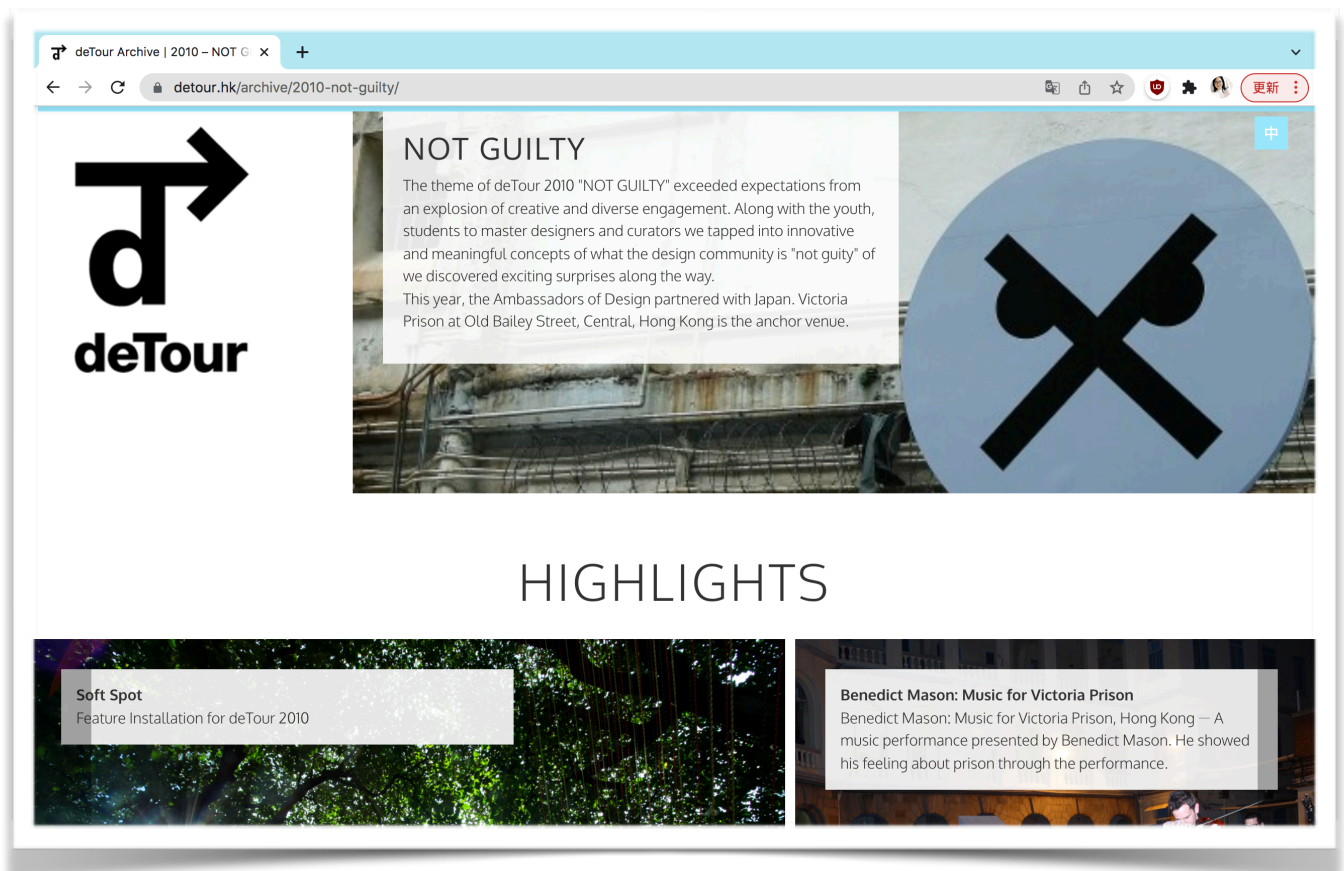 deTour Archive | 2010 – NOT G
detour.hk/archive/2010-not-guilty/
更新
中
d
deTour
NOT GUILTY
The theme of deTour 2010 "NOT GUILTY" exceeded expectations from
an explosion of creative and diverse engagement. Along with the youth,
students to master designers and curators we tapped into innovative
and meaningful concepts of what the design community is "not guity" of
we discovered exciting surprises along the way.
This year, the Ambassadors of Design partnered with Japan. Victoria
Prison at Old Bailey Street, Central, Hong Kong is the anchor venue.
HIGHLIGHTS
Soft Spot
Feature Installation for deTour 2010
Benedict Mason: Music for Victoria Prison
Benedict Mason: Music for Victoria Prison, Hong Kong — A
music performance presented by Benedict Mason. He showed
his feeling about prison through the performance.